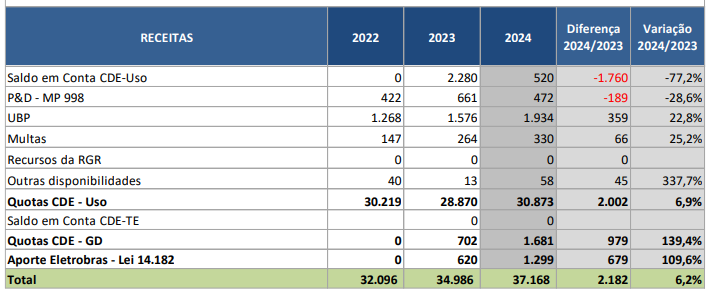 RECEITAS 2022 2023 2024 Diferença 2024/2023 Variação 2024/2023
Saldo em Conta CDE-Uso 0 2.280 520 -1.760 -77,2%
P&D - MP 998 422 661 472 -189 -28,6%
UBP 1.268 1.576 1.934 359 22,8%
Multas 147 264 330 66 25,2%
Recursos da RGR 0 0 0 0
Outras disponibilidades 40 13 58 45 337,7%
Quotas CDE - Uso 30.219 28.870 30.873 2.002 6,9%
Saldo em Conta CDE-TE 0 0
Quotas CDE - GD 0 702 1.681 979 139,4%
Aporte Eletrobras - Lei 14.182 0 620 1.299 679 109,6%
Total 32.096 34.986 37.168 2.182 6,2%